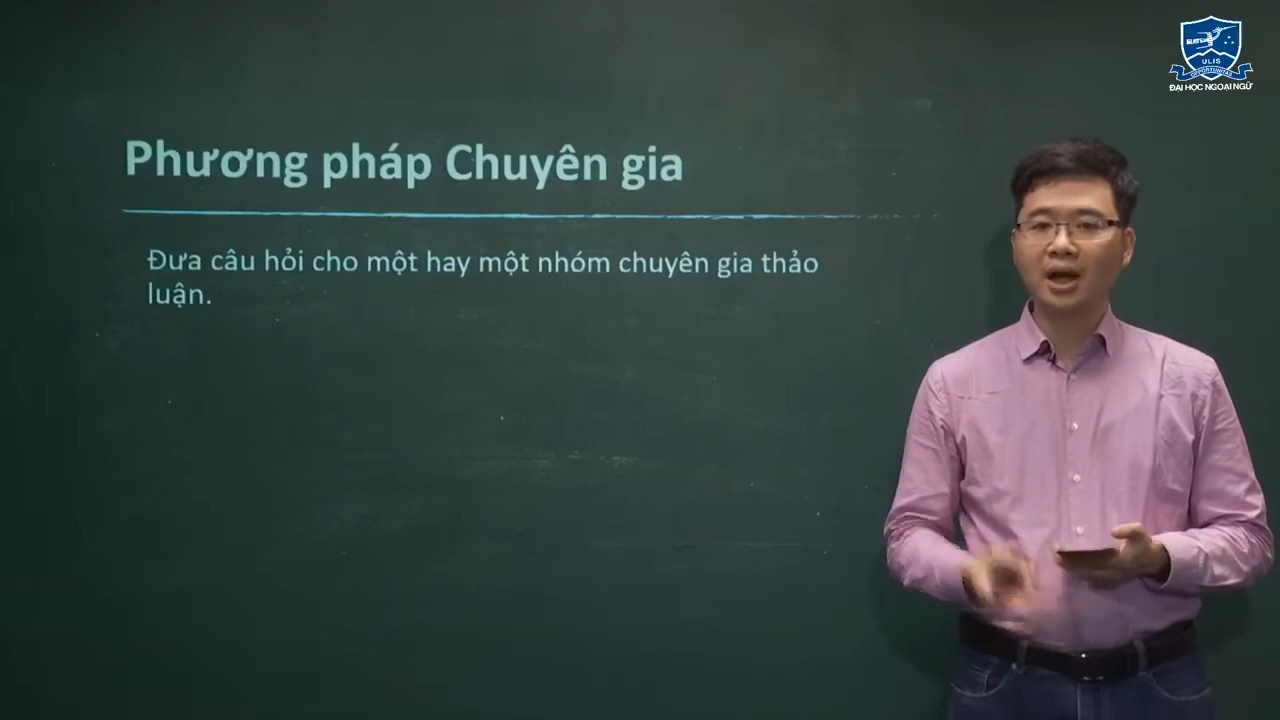 ULIS
ĐẠI HỌC NGOẠI NGỮ
Phương pháp Chuyên gia
Đưa câu hỏi cho một hay một nhóm chuyên gia thảo
luận.